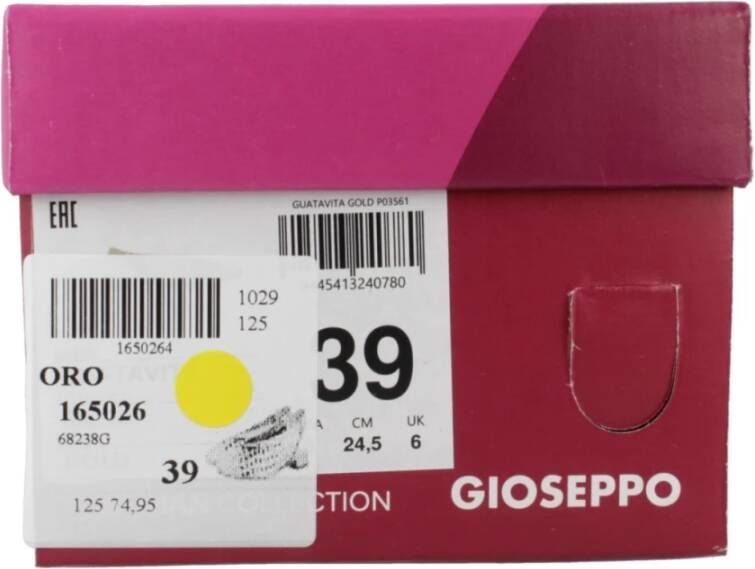 GUATAVITA GOLD P03561
EAC
45413240780
1029
125
1650264
ORO
165026
68238G
39
125 74,95
39
CM
UK
24,5
6
COLLECTION
GIOSEPPO